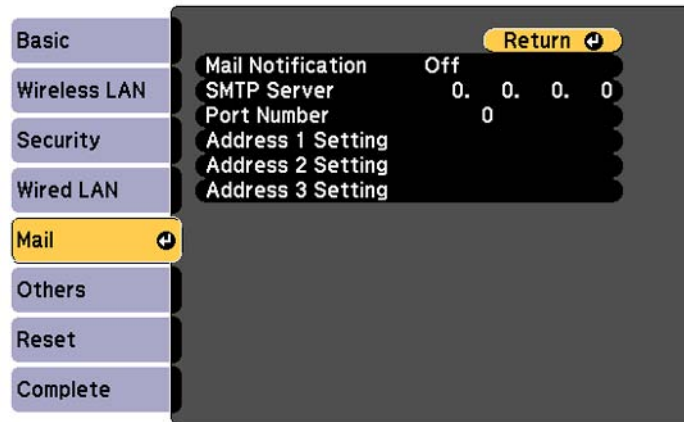 Basic
Wireless LAN
Security
Wired LAN
Mail
Others
Reset
Complete
Return
Mail Notification Off
SMTP Server 0. 0. 0. 0
Port Number 0
Address 1 Setting
Address 2 Setting
Address 3 Setting